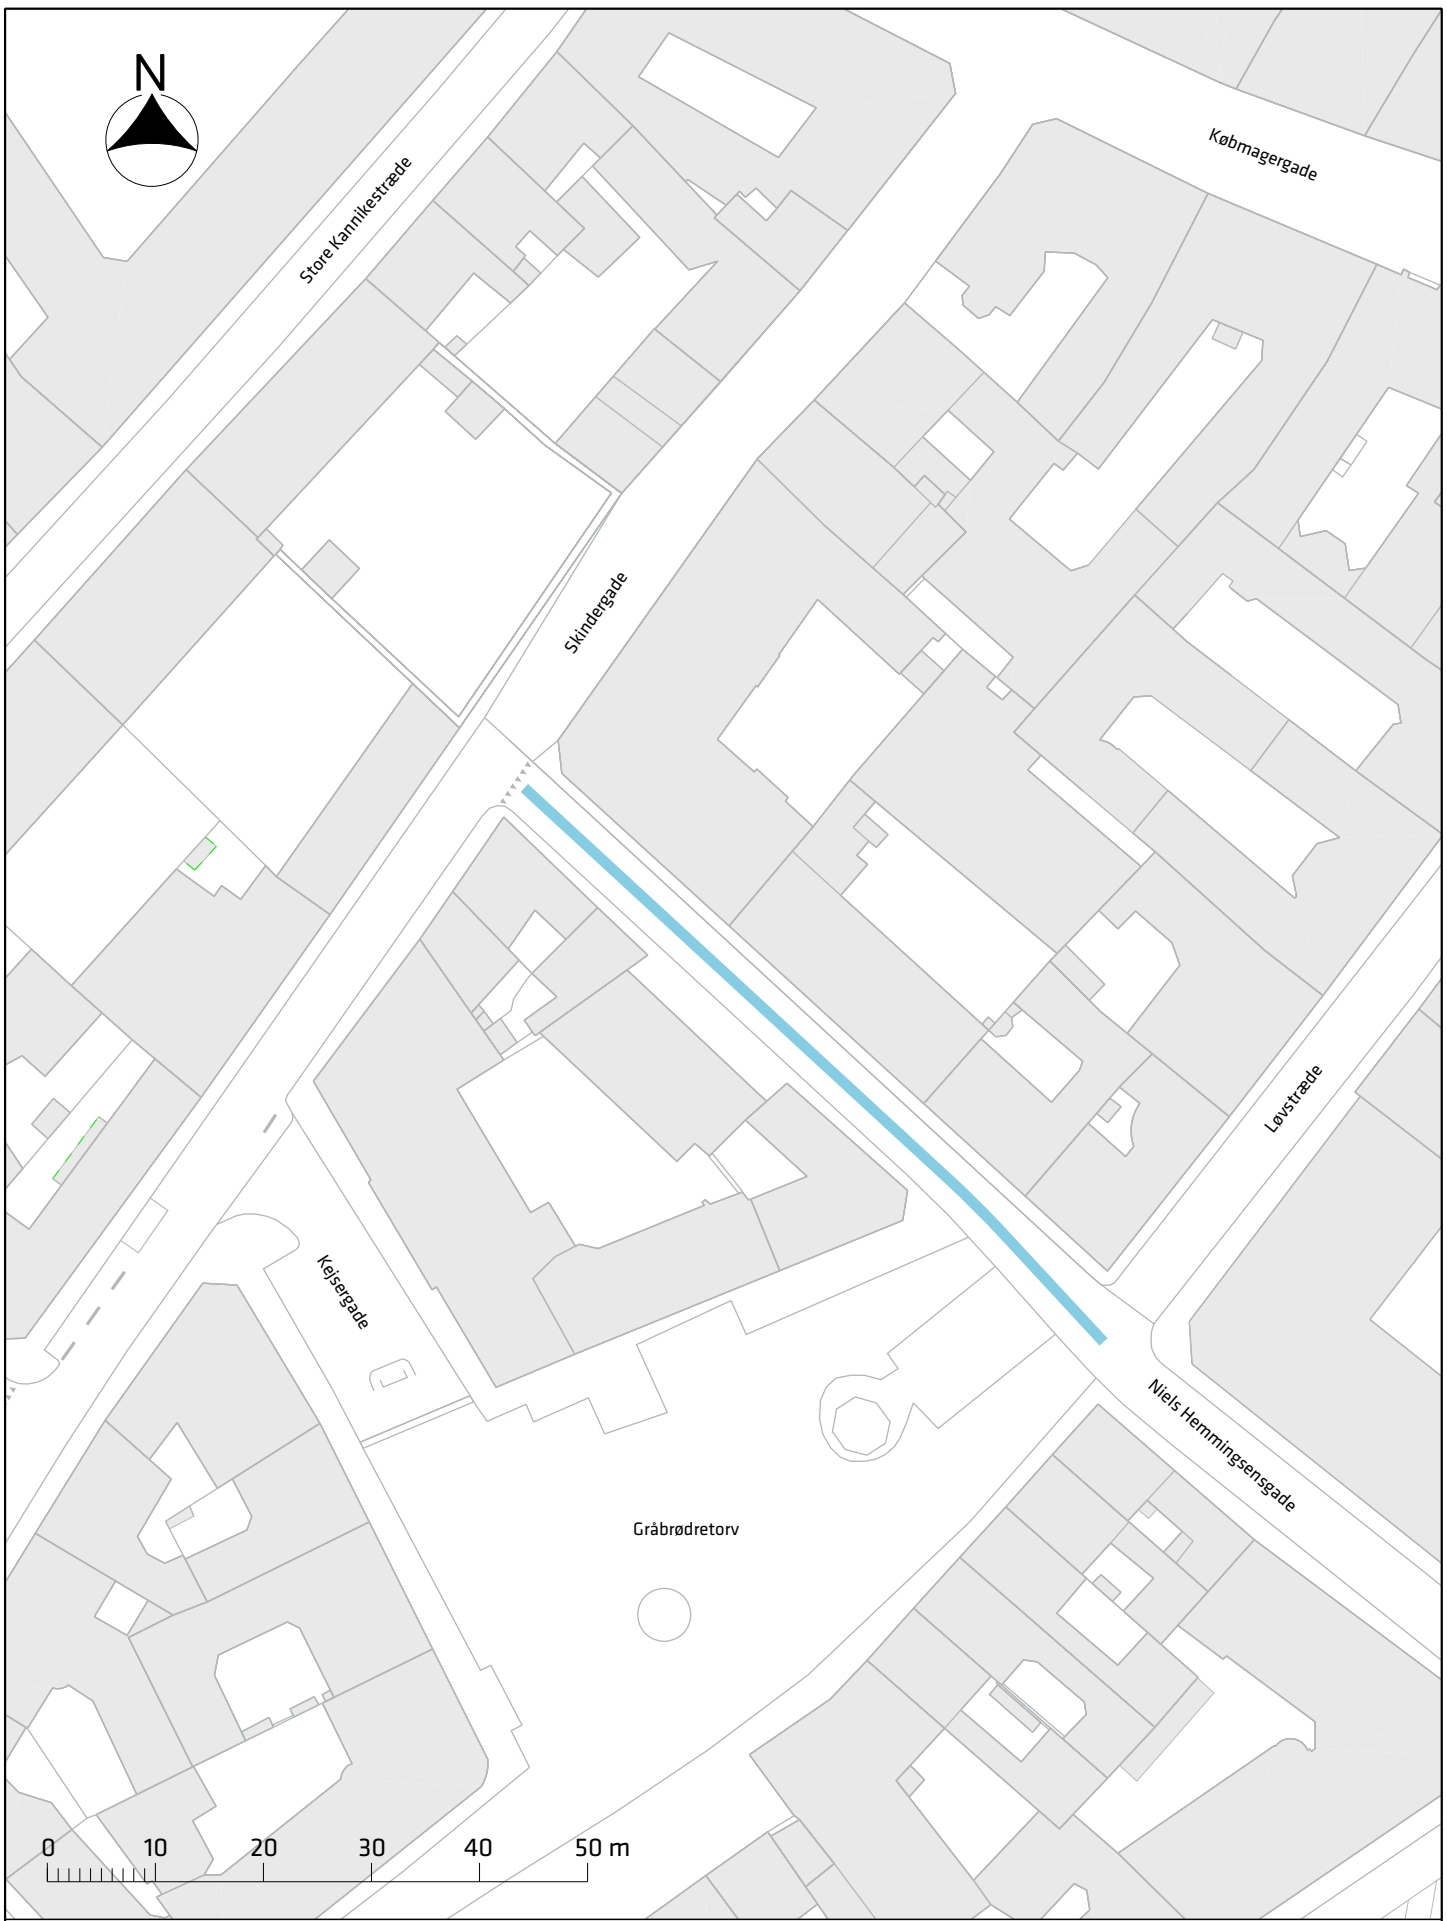 N
Købmagergade
Store Kannikestræde
Skindergade
Løvstræde
Kejsergade
Niels Hemmingsensgade
Gråbrødretorv
0 10 20 30 40 50 m